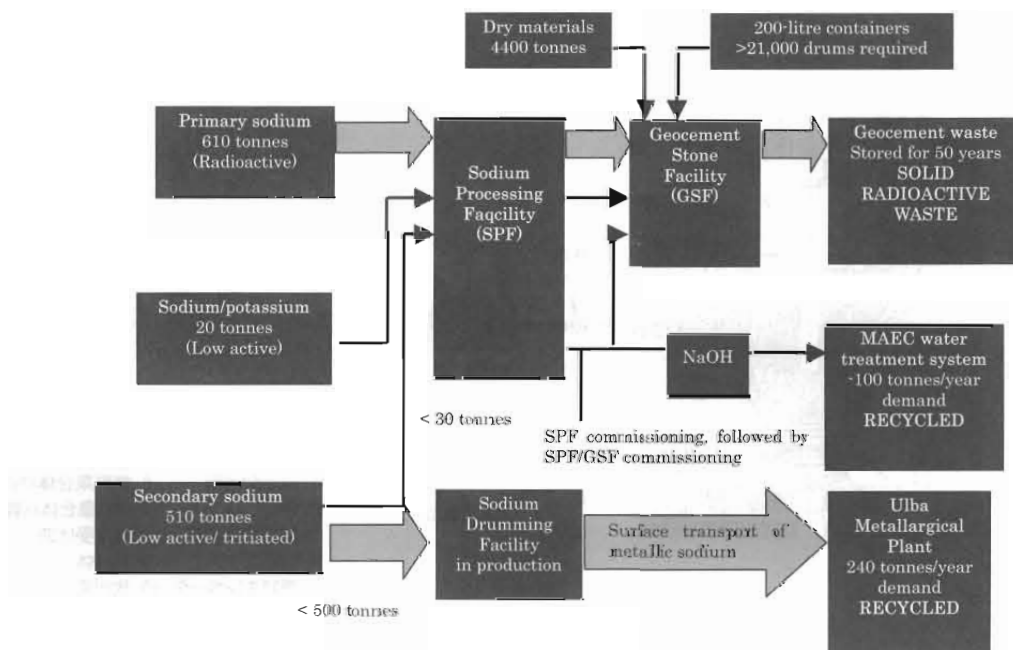 Dry materials
4400 tonnes
200-litre containers
>21,000 drums required
Primary sodium
610 tonnes
(Radioactive)
Sodium
Processing
Faqcility
(SPF)
Geocement
Stone
Facility
(GSF)
Geocement waste
Stored for 50 years
SOLID
RADIOACTIVE
WASTE
Sodium/potassium
20 tonnes
(Low active)
NaOH
MAEC water
treatment system
-100 tonnes/year
demand
RECYCLED
< 30 tonnes
SPF commissioning, followed by
SPF/GSF commissioning
Secondary sodium
510 tonnes
(Low active/ tritiated)
Sodium
Drumming
Facility
in production
Surface transport of
metallic sodium
Ulba
Metallargical
Plant
240 tonnes/year
demand
RECYCLED
< 500 tonnes